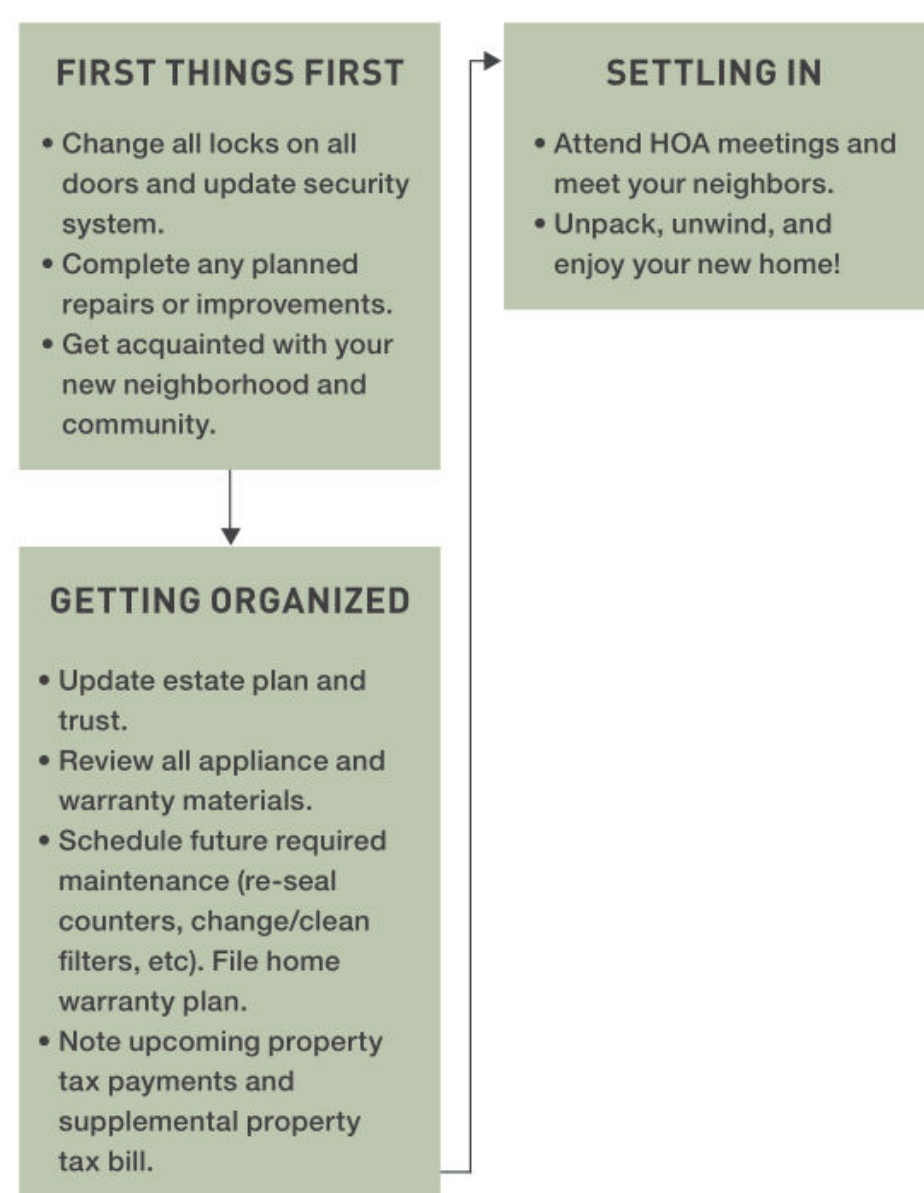 FIRST THINGS FIRST
• Change all locks on all
doors and update security
system.
• Complete any planned
repairs or improvements.
• Get acquainted with your
new neighborhood and
community.
GETTING ORGANIZED
• Update estate plan and
trust.
• Review all appliance and
warranty materials.
• Schedule future required
maintenance (re-seal
counters, change/clean
filters, etc). File home
warranty plan.
• Note upcoming property
tax payments and
supplemental property
tax bill.
SETTLING IN
• Attend HOA meetings and
meet your neighbors.
• Unpack, unwind, and
enjoy your new home!